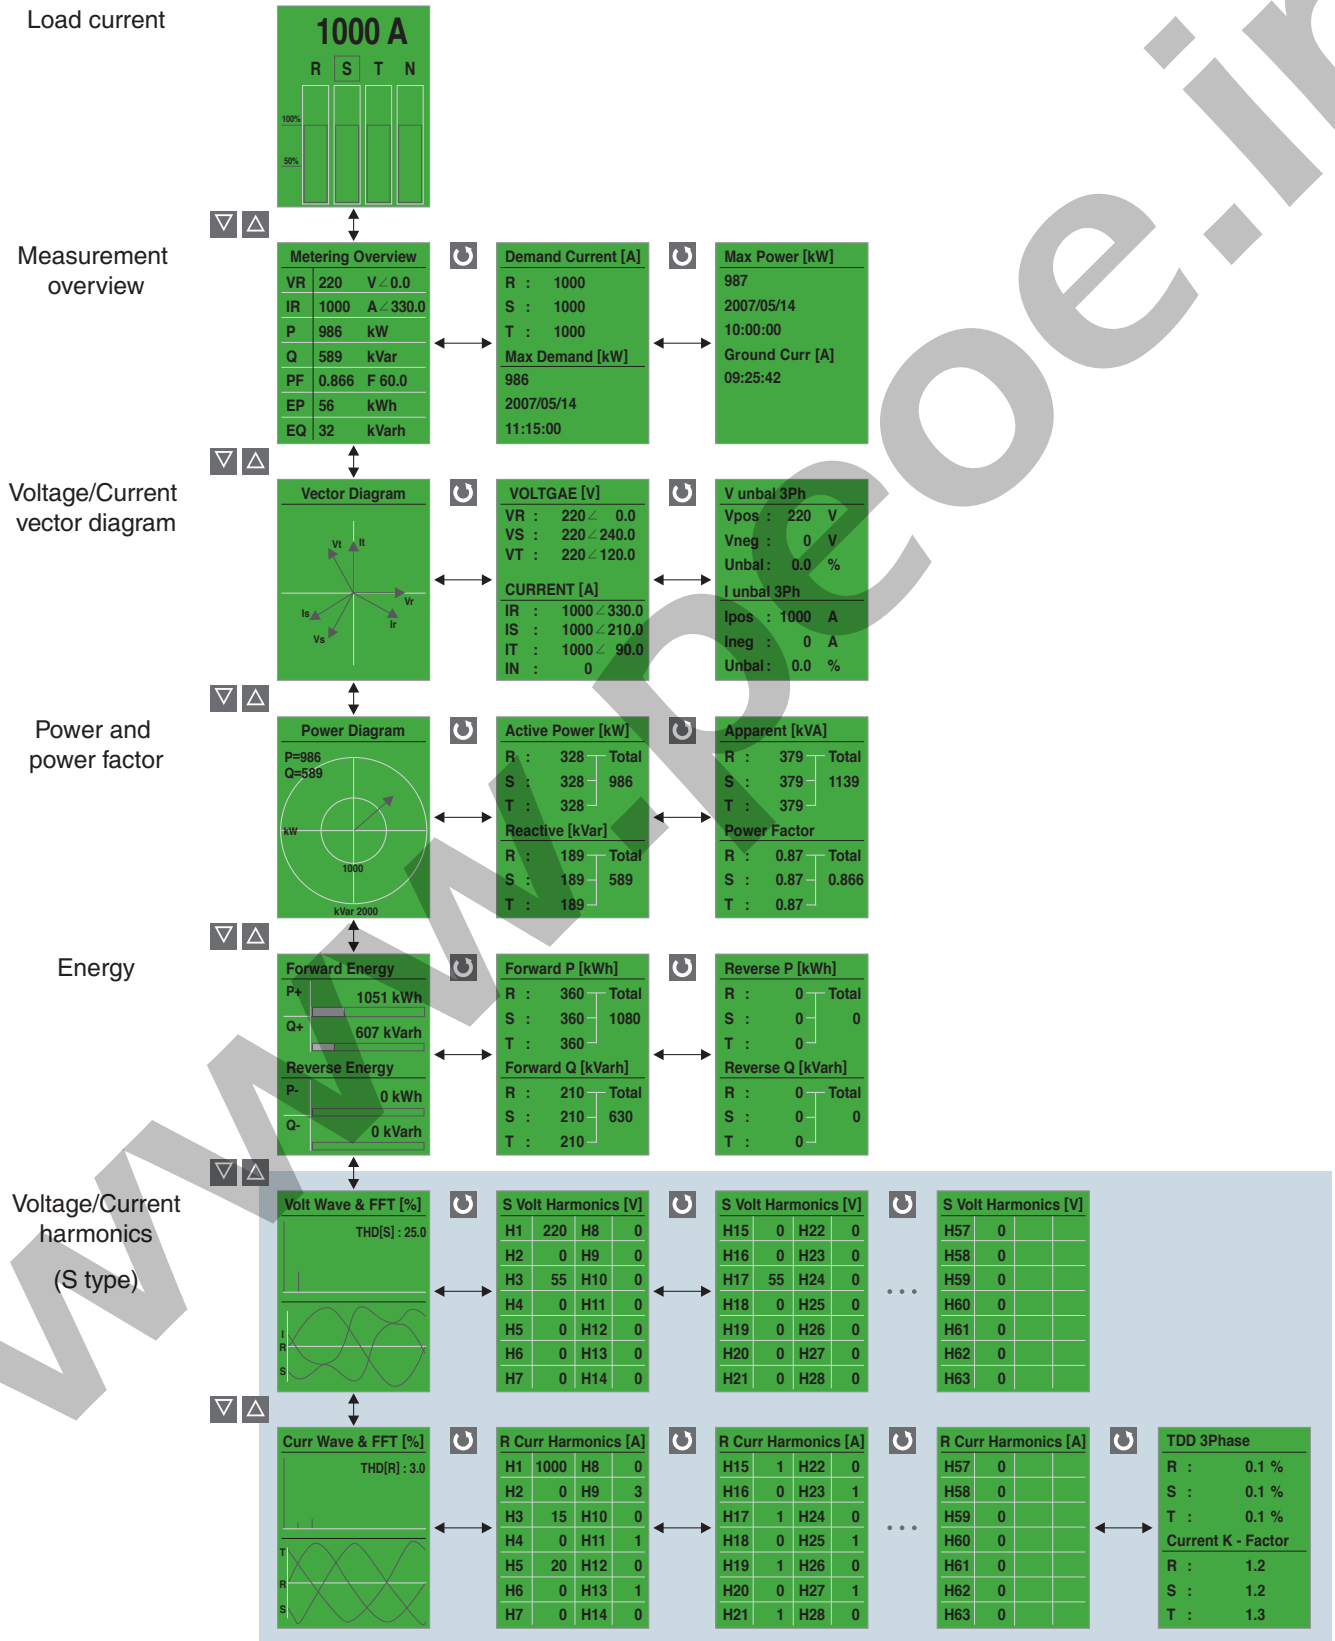 Load current
1000 A
R S T N
100%
50%
Measurement
overview
Metering Overview
VR 220 V∠0.0
IR 1000 A∠330.0
P 986 kW
Q 589 kVar
PF 0.866 F 60.0
EP 56 kWh
EQ 32 kVarh
Demand Current [A]
R : 1000
S : 1000
T : 1000
Max Demand [kW]
986
2007/05/14
11:15:00
Max Power [kW]
987
2007/05/14
10:00:00
Ground Curr [A]
09:25:42
Voltage/Current
vector diagram
Vector Diagram
Vt It
Vr
Is
Ir
Vs
VOLTGAE [V]
VR : 220∠ 0.0
VS : 220∠240.0
VT : 220∠120.0
CURRENT [A]
IR : 1000∠330.0
IS : 1000∠210.0
IT : 1000∠ 90.0
IN : 0
V unbal 3Ph
Vpos : 220 V
Vneg : 0 V
Unbal : 0.0 %
I unbal 3Ph
Ipos : 1000 A
Ineg : 0 A
Unbal : 0.0 %
Power and
power factor
Power Diagram
P=986
Q=589
kW
1000
kVar 2000
Active Power [kW]
R : 328 Total
S : 328 986
T : 328
Reactive [kVar]
R : 189 Total
S : 189 589
T : 189
Apparent [kVA]
R : 379 Total
S : 379 1139
T : 379
Power Factor
R : 0.87 Total
S : 0.87 0.866
T : 0.87
Energy
Forward Energy
P+ 1051 kWh
Q+ 607 kVarh
Reverse Energy
P- 0 kWh
Q- 0 kVarh
Forward P [kWh]
R : 360 Total
S : 360 1080
T : 360
Forward Q [kVarh]
R : 210 Total
S : 210 630
T : 210
Reverse P [kWh]
R : 0 Total
S : 0 0
T : 0
Reverse Q [kVarh]
R : 0 Total
S : 0 0
T : 0
Voltage/Current
harmonics
(S type)
Volt Wave & FFT [%]
THD[S] : 25.0
I
R
S
S Volt Harmonics [V]
H1 220 H8 0
H2 0 H9 0
H3 55 H10 0
H4 0 H11 0
H5 0 H12 0
H6 0 H13 0
H7 0 H14 0
S Volt Harmonics [V]
H15 0 H22 0
H16 0 H23 0
H17 55 H24 0
H18 0 H25 0
H19 0 H26 0
H20 0 H27 0
H21 0 H28 0
• • •
S Volt Harmonics [V]
H57 0
H58 0
H59 0
H60 0
H61 0
H62 0
H63 0
Curr Wave & FFT [%]
THD[R] : 3.0
T
R
S
R Curr Harmonics [A]
H1 1000 H8 0
H2 0 H9 3
H3 15 H10 0
H4 0 H11 1
H5 20 H12 0
H6 0 H13 1
H7 0 H14 0
R Curr Harmonics [A]
H15 1 H22 0
H16 0 H23 1
H17 1 H24 0
H18 0 H25 1
H19 1 H26 0
H20 0 H27 1
H21 1 H28 0
• • •
R Curr Harmonics [A]
H57 0
H58 0
H59 0
H60 0
H61 0
H62 0
H63 0
TDD 3Phase
R : 0.1 %
S : 0.1 %
T : 0.1 %
Current K - Factor
R : 1.2
S : 1.2
T : 1.3
www.peoe.ir